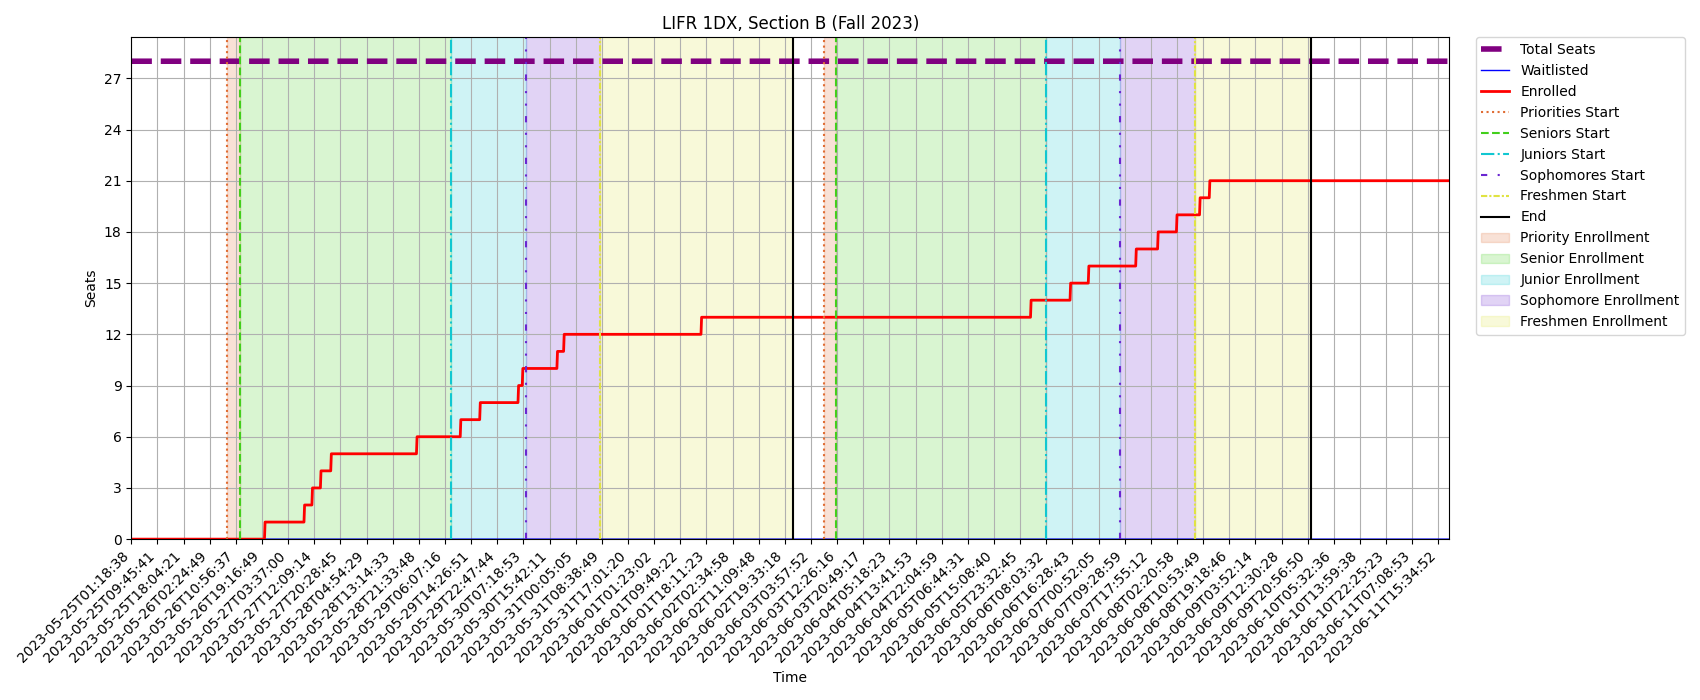 LIFR 1DX, Section B (Fall 2023)
Seats
27
24
21
18
15
12
9
6
3
0
2023-05-25T01:18:38
2023-05-25T09:45:41
2023-05-25T18:04:21
2023-05-26T02:24:49
2023-05-26T10:56:37
2023-05-26T19:16:49
2023-05-27T03:37:00
2023-05-27T12:09:14
2023-05-27T20:28:45
2023-05-28T04:54:29
2023-05-28T13:14:33
2023-05-28T21:33:48
2023-05-29T06:07:16
2023-05-29T14:26:51
2023-05-29T22:47:44
2023-05-30T07:18:53
2023-05-30T15:42:11
2023-05-31T00:05:05
2023-05-31T08:38:49
2023-05-31T17:01:20
2023-06-01T01:23:02
2023-06-01T09:49:22
2023-06-01T18:11:23
2023-06-02T02:34:58
2023-06-02T11:09:48
2023-06-02T19:33:18
2023-06-03T03:57:52
2023-06-03T12:26:16
2023-06-03T20:49:17
2023-06-04T05:18:23
2023-06-04T13:41:53
2023-06-04T22:04:59
2023-06-05T06:44:31
2023-06-05T15:08:40
2023-06-05T23:32:45
2023-06-06T08:03:32
2023-06-06T16:28:43
2023-06-07T00:52:05
2023-06-07T09:28:59
2023-06-07T17:55:12
2023-06-08T02:20:58
2023-06-08T10:53:49
2023-06-08T19:18:46
2023-06-09T03:52:14
2023-06-09T12:30:28
2023-06-09T20:56:50
2023-06-10T05:32:36
2023-06-10T13:59:38
2023-06-10T22:25:23
2023-06-11T07:08:53
2023-06-11T15:34:52
Time
Total Seats
Waitlisted
Enrolled
Priorities Start
Seniors Start
Juniors Start
Sophomores Start
Freshmen Start
End
Priority Enrollment
Senior Enrollment
Junior Enrollment
Sophomore Enrollment
Freshmen Enrollment